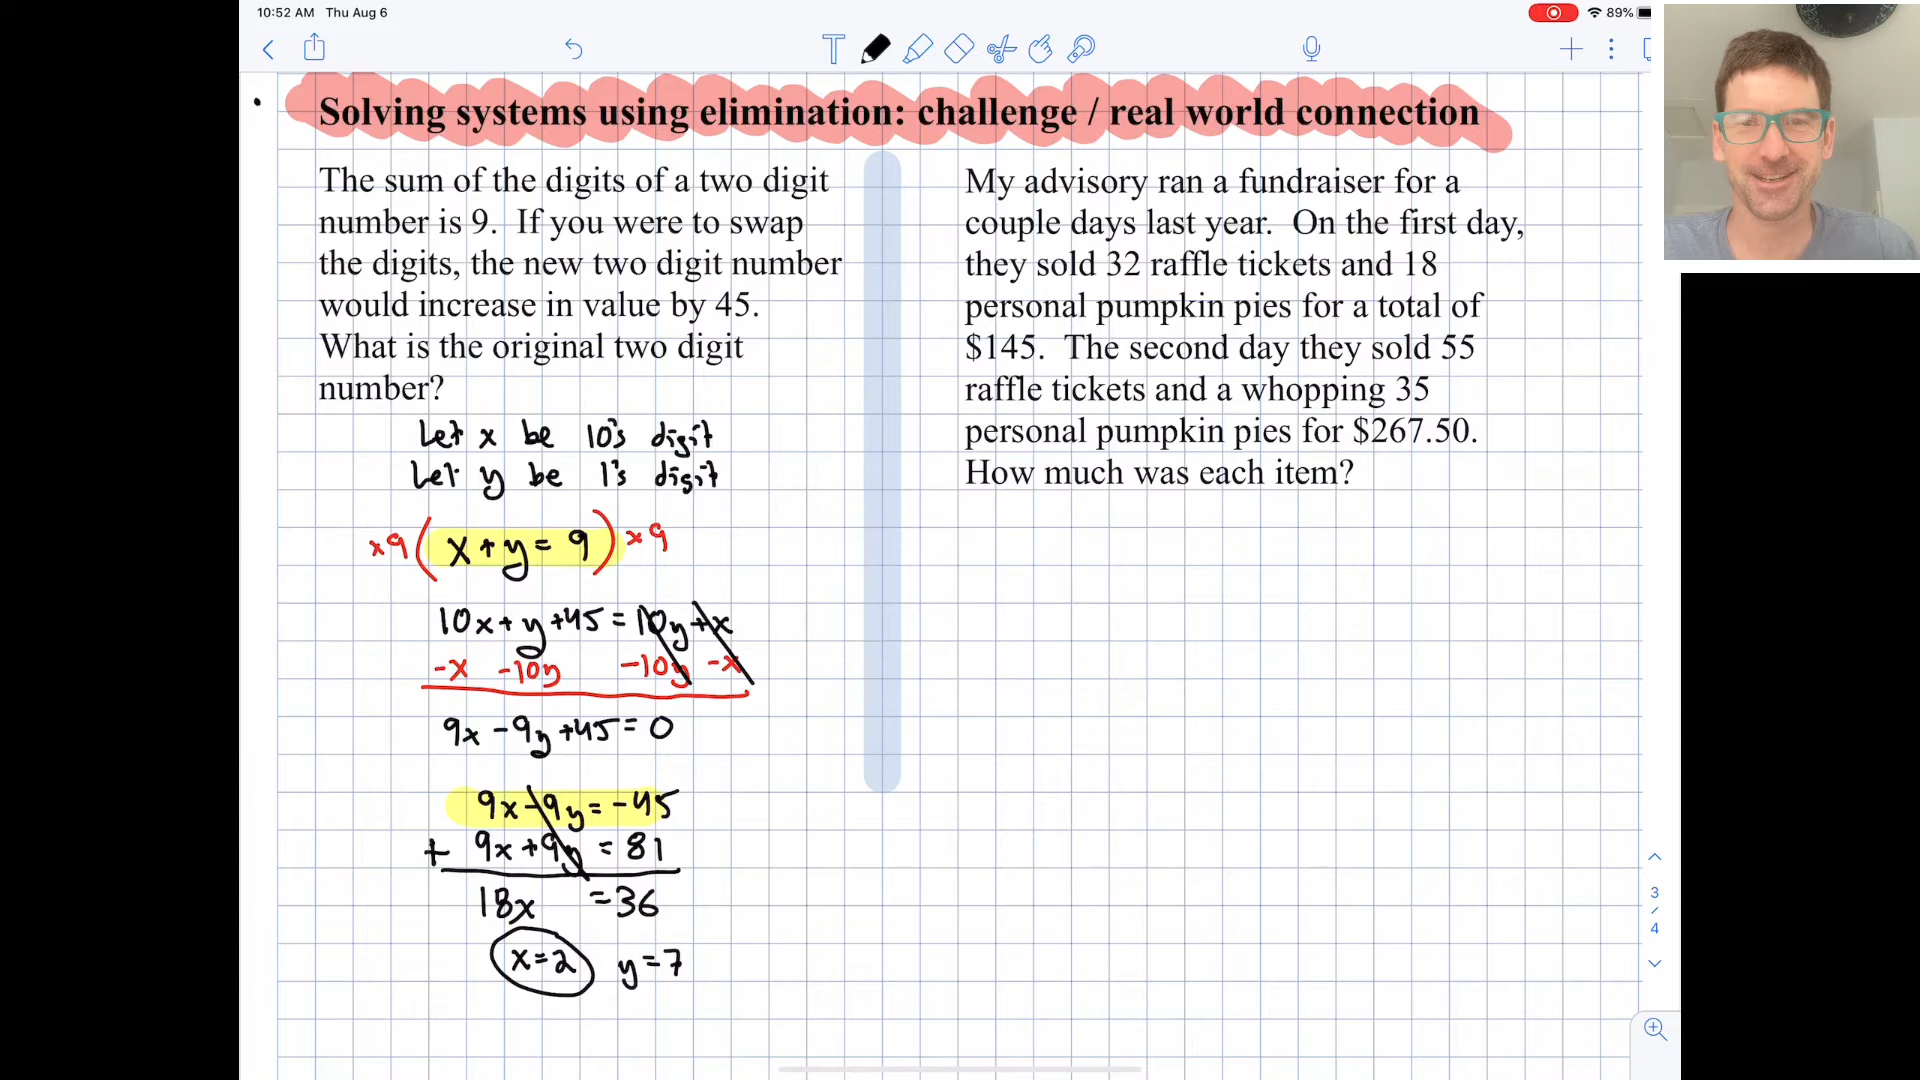 10:52 AM Thu Aug 6
89%
Solving systems using elimination: challenge / real world connection
The sum of the digits of a two digit
number is 9. If you were to swap
the digits, the new two digit number
would increase in value by 45.
What is the original two digit
number?
Let x be 10's digit
Let y be 1's digit
×9 ( x + y = 9 ) ×9
10x + y + 45 = 10y + x
-x -10y -10y -x
9x - 9y + 45 = 0
9x - 9y = -45
+ 9x + 9y = 81
18x = 36
x = 2 y = 7
My advisory ran a fundraiser for a
couple days last year. On the first day,
they sold 32 raffle tickets and 18
personal pumpkin pies for a total of
$145. The second day they sold 55
raffle tickets and a whopping 35
personal pumpkin pies for $267.50.
How much was each item?
3
/
4